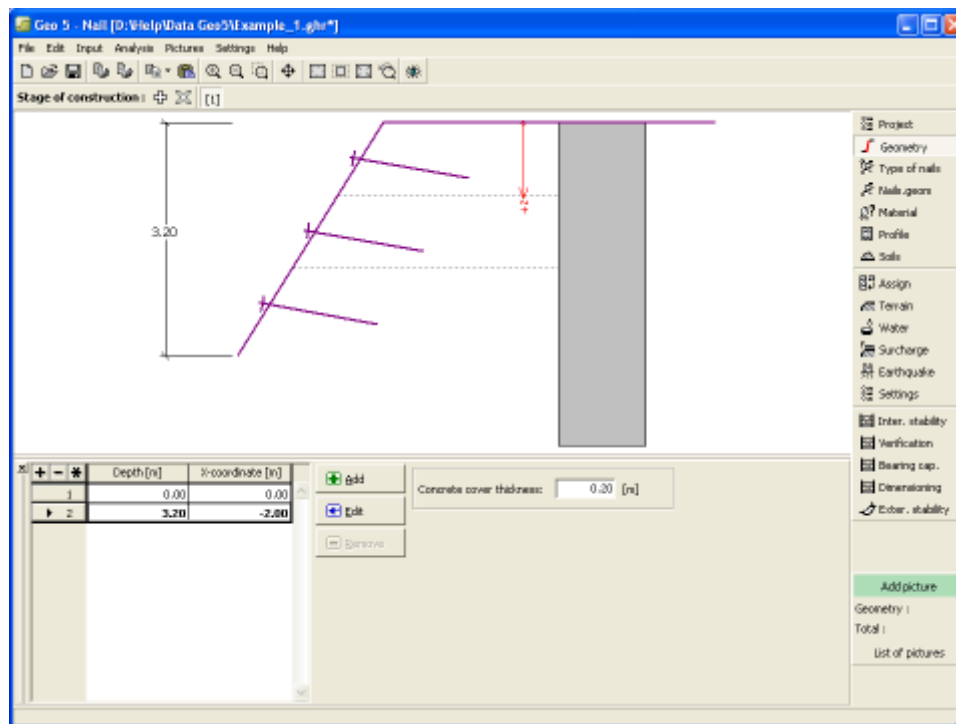 Geo 5 - Nail [D:\Help\Data Geo5\Example_1.ghr*]
File Edit Input Analysis Pictures Settings Help
Stage of construction : [1]
3.20
+z
Project
Geometry
Type of nails
Nails.geom
Material
Profile
Soils
Assign
Terrain
Water
Surcharge
Earthquake
Settings
Inter. stability
Verification
Bearing cap.
Dimensioning
Exter. stability
Depth [m] X-coordinate [m]
1 0.00 0.00
2 3.20 -2.00
Add
Edit
Remove
Concrete cover thickness: 0.20 [m]
Add picture
Geometry :
Total :
List of pictures